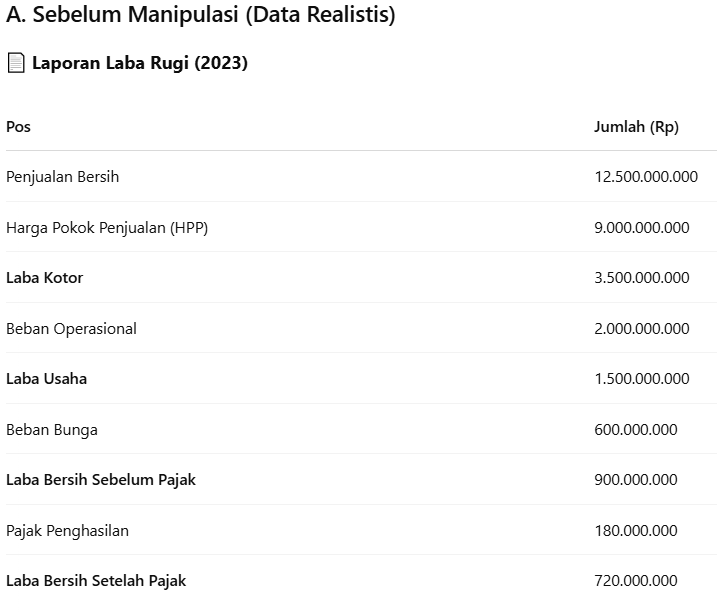 A. Sebelum Manipulasi (Data Realistis)
Laporan Laba Rugi (2023)
Pos Jumlah (Rp)
Penjualan Bersih 12.500.000.000
Harga Pokok Penjualan (HPP) 9.000.000.000
Laba Kotor 3.500.000.000
Beban Operasional 2.000.000.000
Laba Usaha 1.500.000.000
Beban Bunga 600.000.000
Laba Bersih Sebelum Pajak 900.000.000
Pajak Penghasilan 180.000.000
Laba Bersih Setelah Pajak 720.000.000